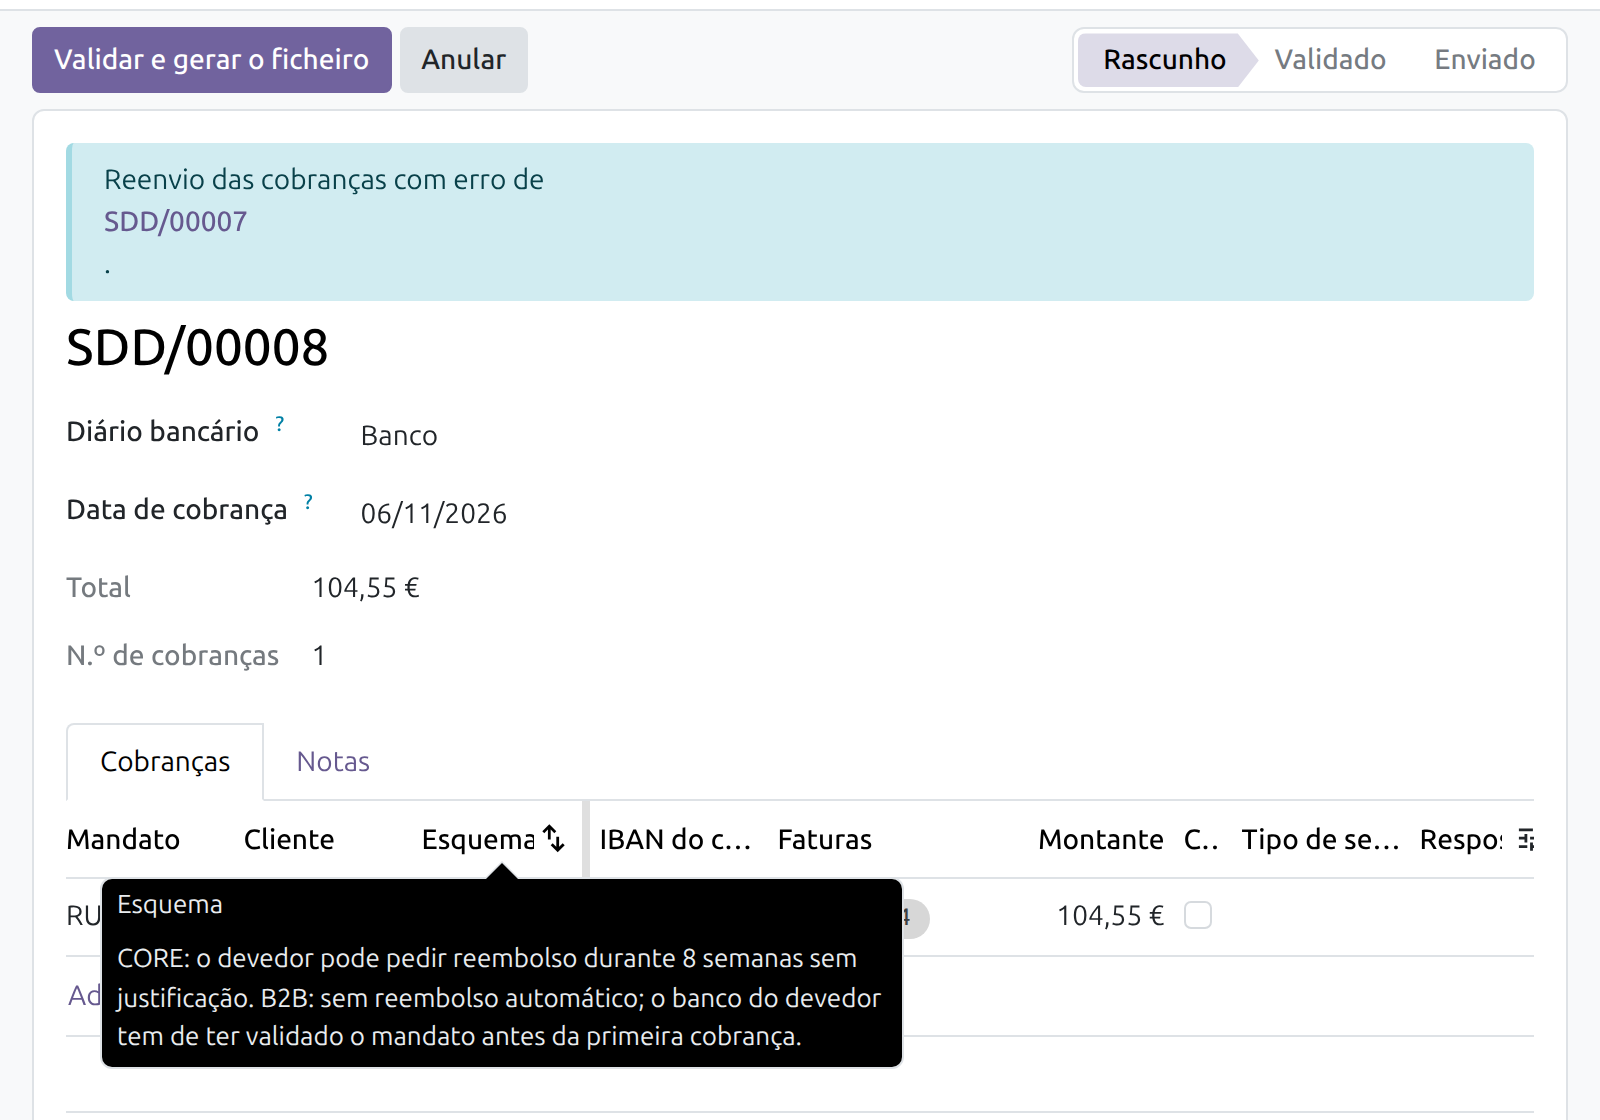 Validar e gerar o ficheiro
Anular
Rascunho
Validado
Enviado
Reenvio das cobranças com erro de
SDD/00007
.
SDD/00008
Diário bancário ?
Banco
Data de cobrança ?
06/11/2026
Total
104,55 €
N.º de cobranças
1
Cobranças
Notas
Mandato Cliente Esquema IBAN do c... Faturas Montante C... Tipo de se...
104,55 €
Esquema
CORE: o devedor pode pedir reembolso durante 8 semanas sem
justificação. B2B: sem reembolso automático; o banco do devedor
tem de ter validado o mandato antes da primeira cobrança.